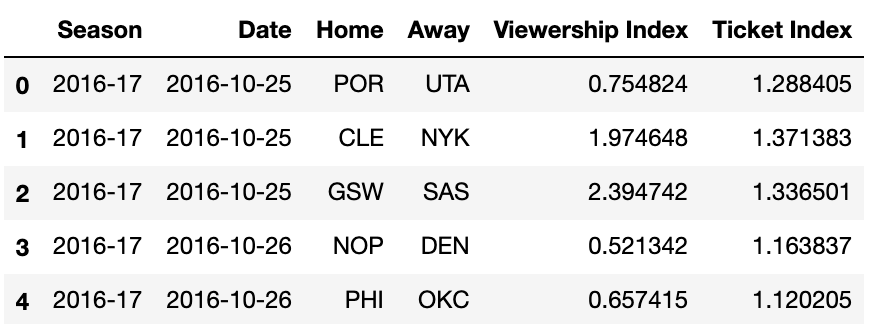 Season Date Home Away Viewership Index Ticket Index
0 2016-17 2016-10-25 POR UTA 0.754824 1.288405
1 2016-17 2016-10-25 CLE NYK 1.974648 1.371383
2 2016-17 2016-10-25 GSW SAS 2.394742 1.336501
3 2016-17 2016-10-26 NOP DEN 0.521342 1.163837
4 2016-17 2016-10-26 PHI OKC 0.657415 1.120205